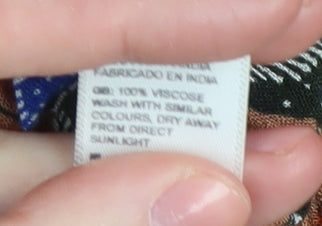 FABRICADO EN INDIA
GB: 100% VISCOSE
WASH WITH SIMILAR
COLOURS, DRY AWAY
FROM DIRECT
SUNLIGHT